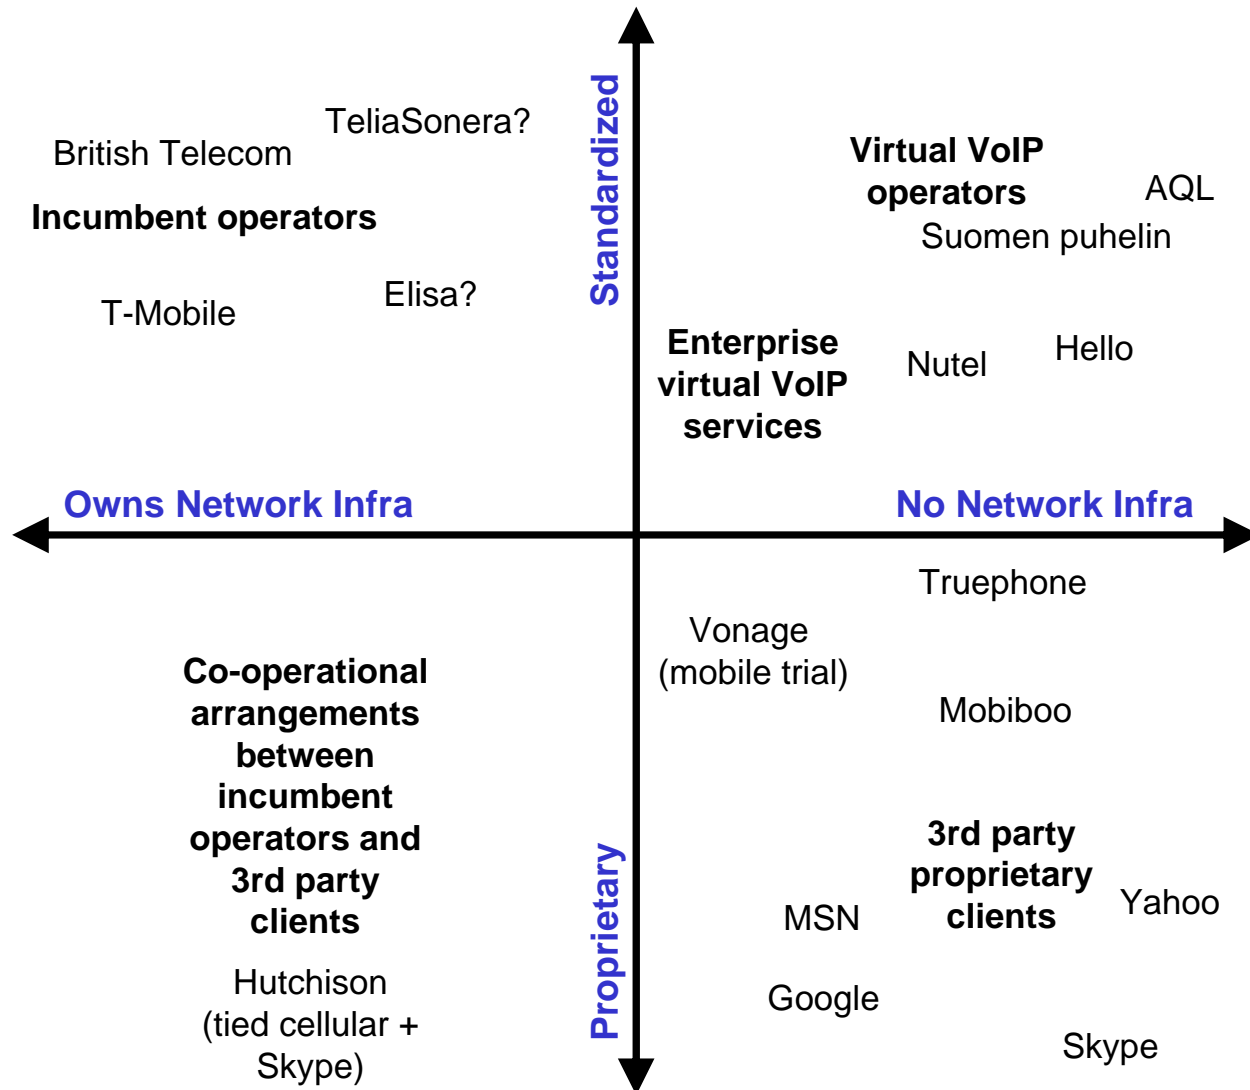 TeliaSonera?
British Telecom
Incumbent operators
T-Mobile
Elisa?
Standardized
Virtual VoIP
operators
AQL
Suomen puhelin
Enterprise
virtual VoIP
services
Nutel
Hello
Owns Network Infra
No Network Infra
Co-operational
arrangements
between
incumbent
operators and
3rd party
clients
Hutchison
(tied cellular +
Skype)
Proprietary
Truephone
Vonage
(mobile trial)
Mobiboo
3rd party
proprietary
clients
Yahoo
MSN
Google
Skype